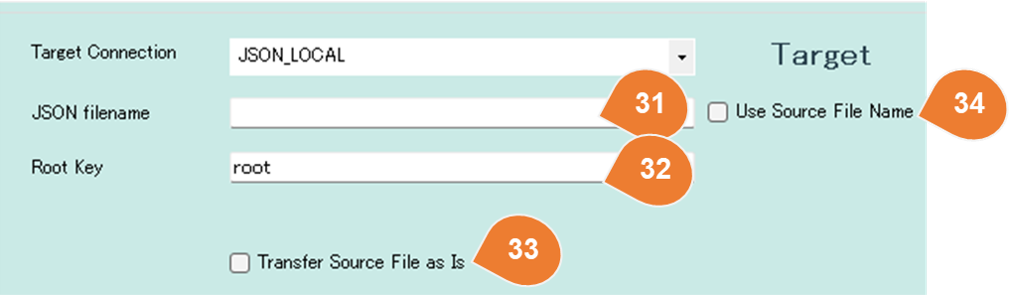 Target Connection JSON_LOCAL Target
JSON filename 31 Use Source File Name 34
Root Key root 32
Transfer Source File as Is 33